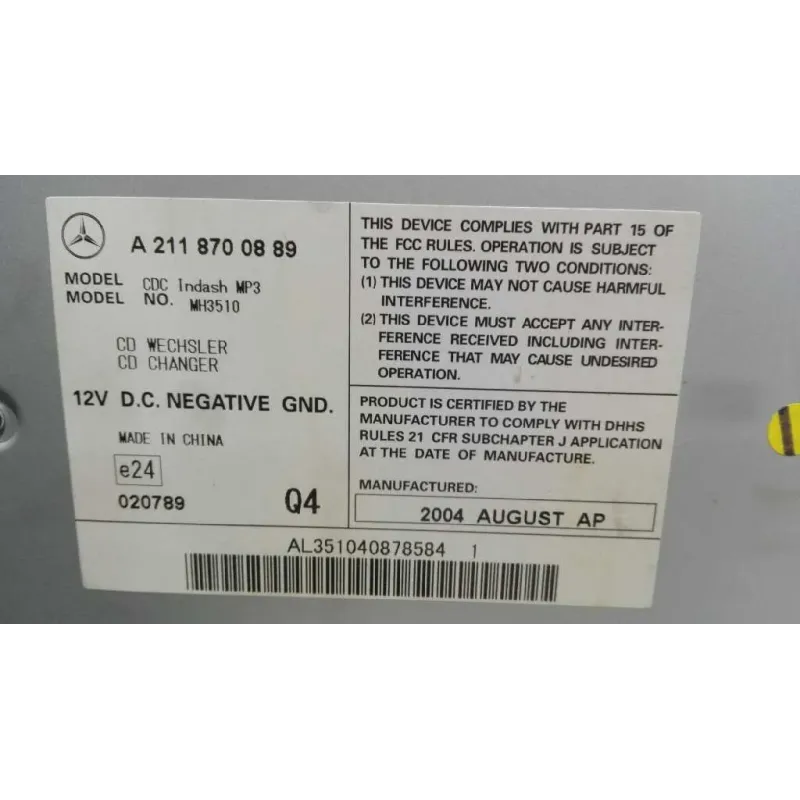 A 211 870 08 89
MODEL CDC Indash MP3
MODEL NO. MH3510
CD WECHSLER
CD CHANGER
12V D.C. NEGATIVE GND.
MADE IN CHINA
e24
020789 Q4
THIS DEVICE COMPLIES WITH PART 15 OF
THE FCC RULES. OPERATION IS SUBJECT
TO THE FOLLOWING TWO CONDITIONS:
(1) THIS DEVICE MAY NOT CAUSE HARMFUL
INTERFERENCE.
(2) THIS DEVICE MUST ACCEPT ANY INTER-
FERENCE RECEIVED INCLUDING INTER-
FERENCE THAT MAY CAUSE UNDESIRED
OPERATION.
PRODUCT IS CERTIFIED BY THE
MANUFACTURER TO COMPLY WITH DHHS
RULES 21 CFR SUBCHAPTER J APPLICATION
AT THE DATE OF MANUFACTURE.
MANUFACTURED:
2004 AUGUST AP
AL351040878584 1